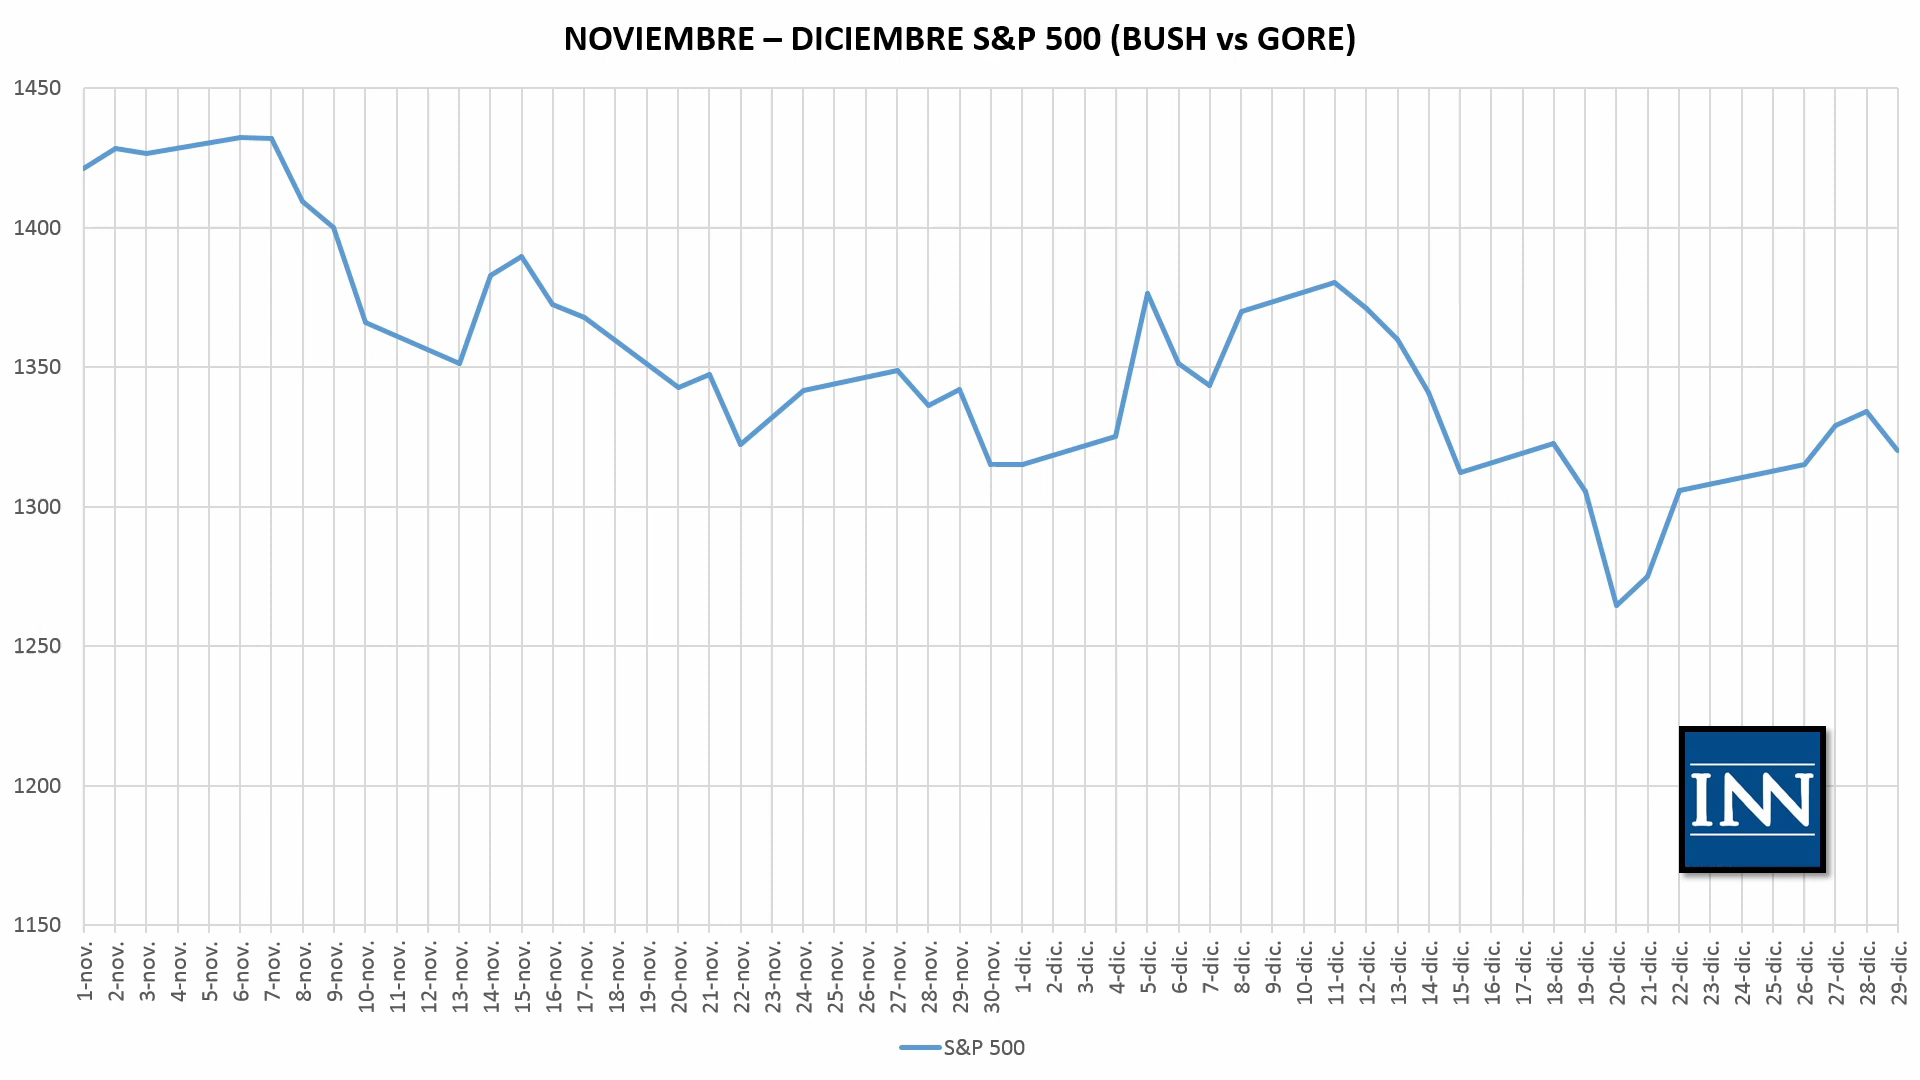 NOVIEMBRE – DICIEMBRE S&P 500 (BUSH vs GORE)
1450
1400
1350
1300
1250
1200
1150
1-nov.
2-nov.
3-nov.
4-nov.
5-nov.
6-nov.
7-nov.
8-nov.
9-nov.
10-nov.
11-nov.
12-nov.
13-nov.
14-nov.
15-nov.
16-nov.
17-nov.
18-nov.
19-nov.
20-nov.
21-nov.
22-nov.
23-nov.
24-nov.
25-nov.
26-nov.
27-nov.
28-nov.
29-nov.
30-nov.
1-dic.
2-dic.
3-dic.
4-dic.
5-dic.
6-dic.
7-dic.
8-dic.
9-dic.
10-dic.
11-dic.
12-dic.
13-dic.
14-dic.
15-dic.
16-dic.
17-dic.
18-dic.
19-dic.
20-dic.
21-dic.
22-dic.
23-dic.
24-dic.
25-dic.
26-dic.
27-dic.
28-dic.
29-dic.
S&P 500
INN